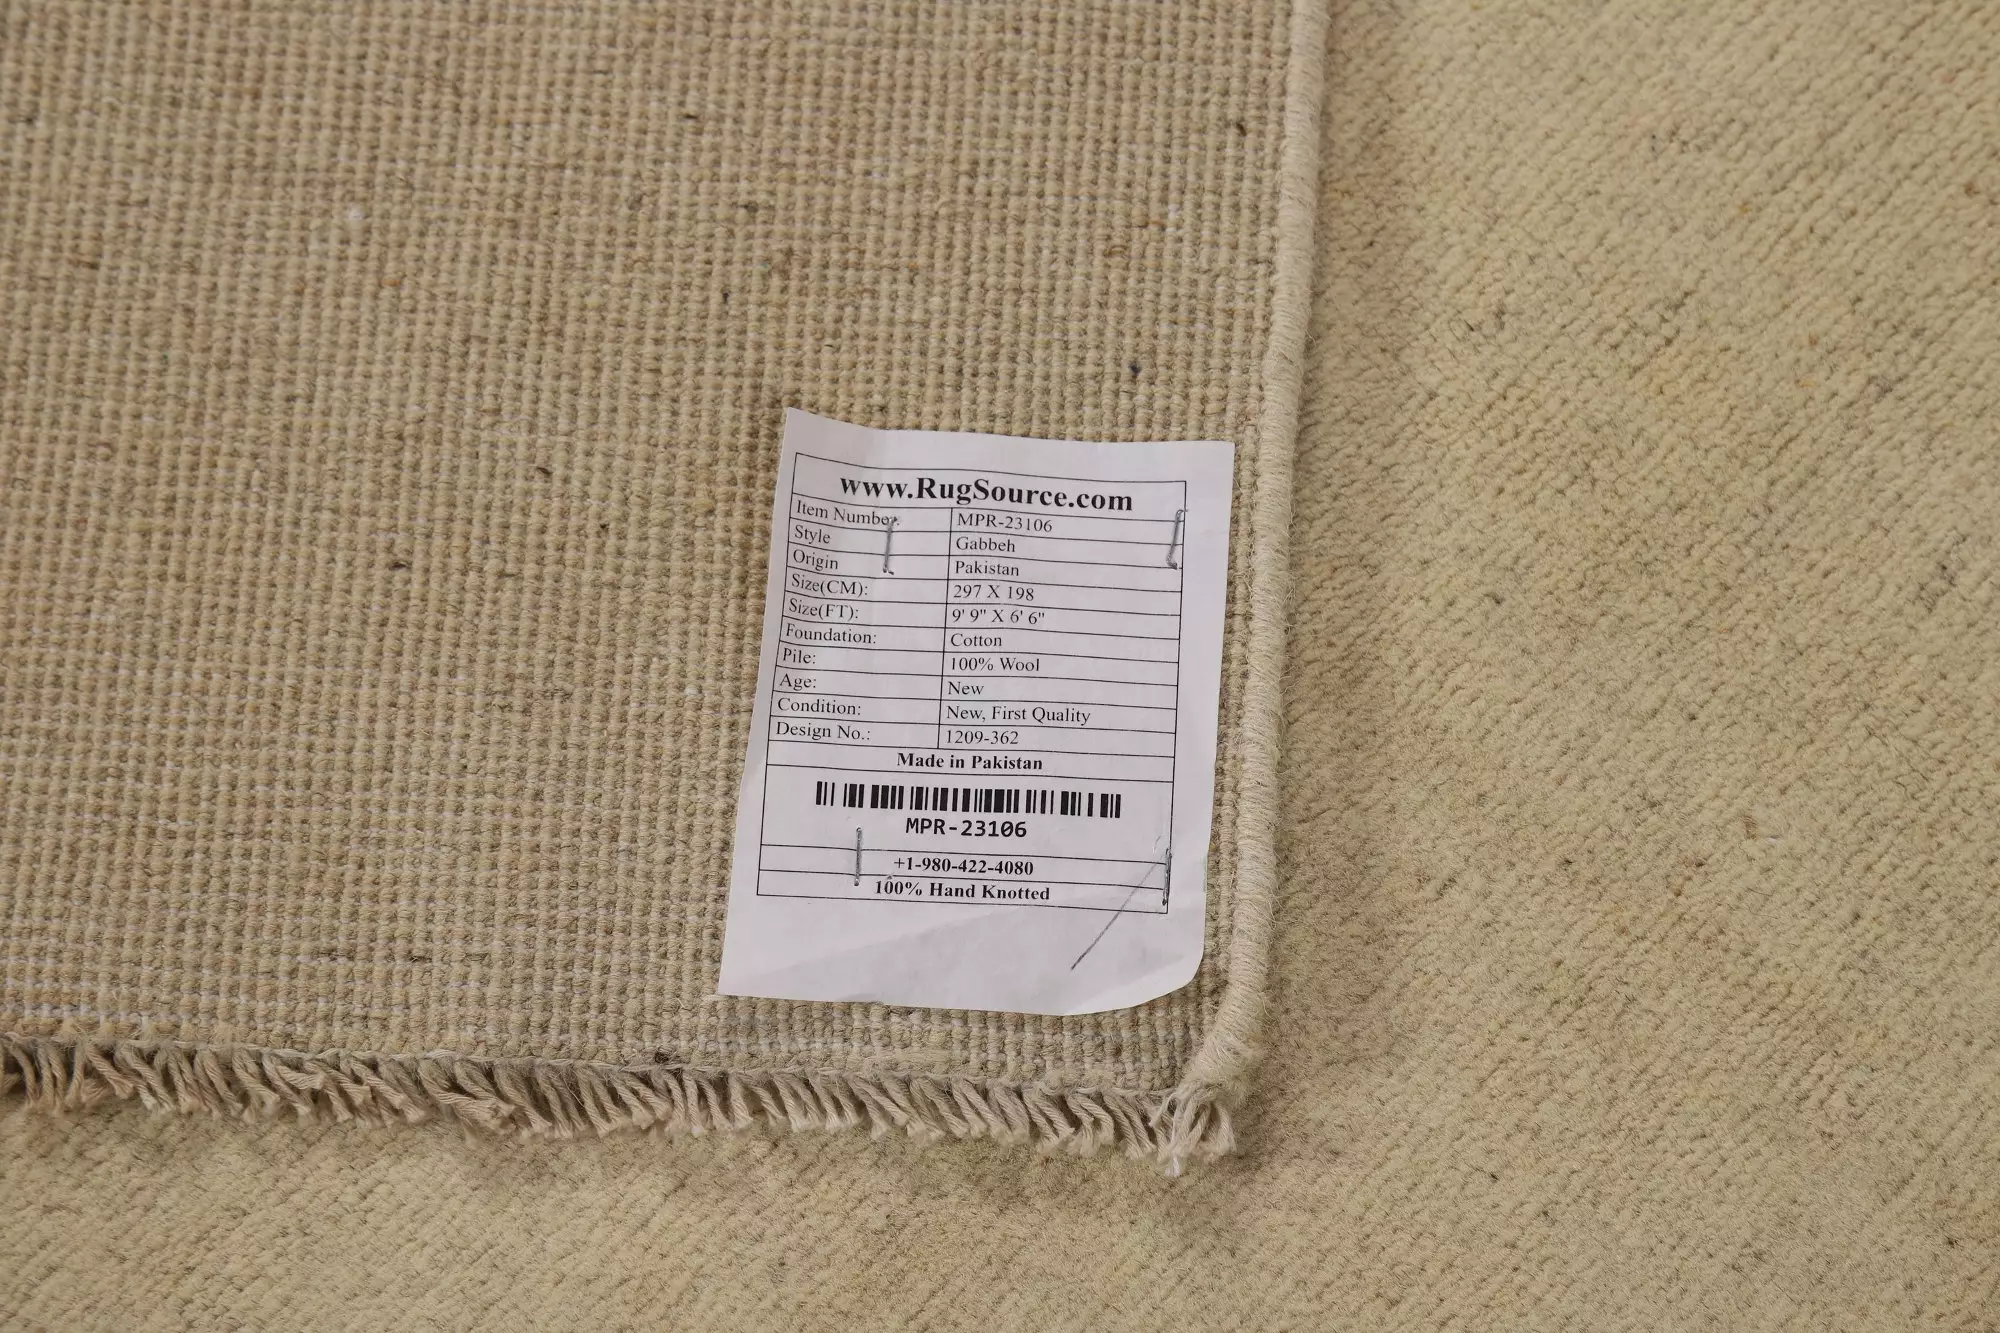 www.RugSource.com
Item Number. MPR-23106
Style Gabbeh
Origin Pakistan
Size(CM): 297 X 198
Size(FT): 9' 9" X 6' 6"
Foundation: Cotton
Pile: 100% Wool
Age: New
Condition: New, First Quality
Design No.: 1209-362
Made in Pakistan
MPR-23106
+1-980-422-4080
100% Hand Knotted